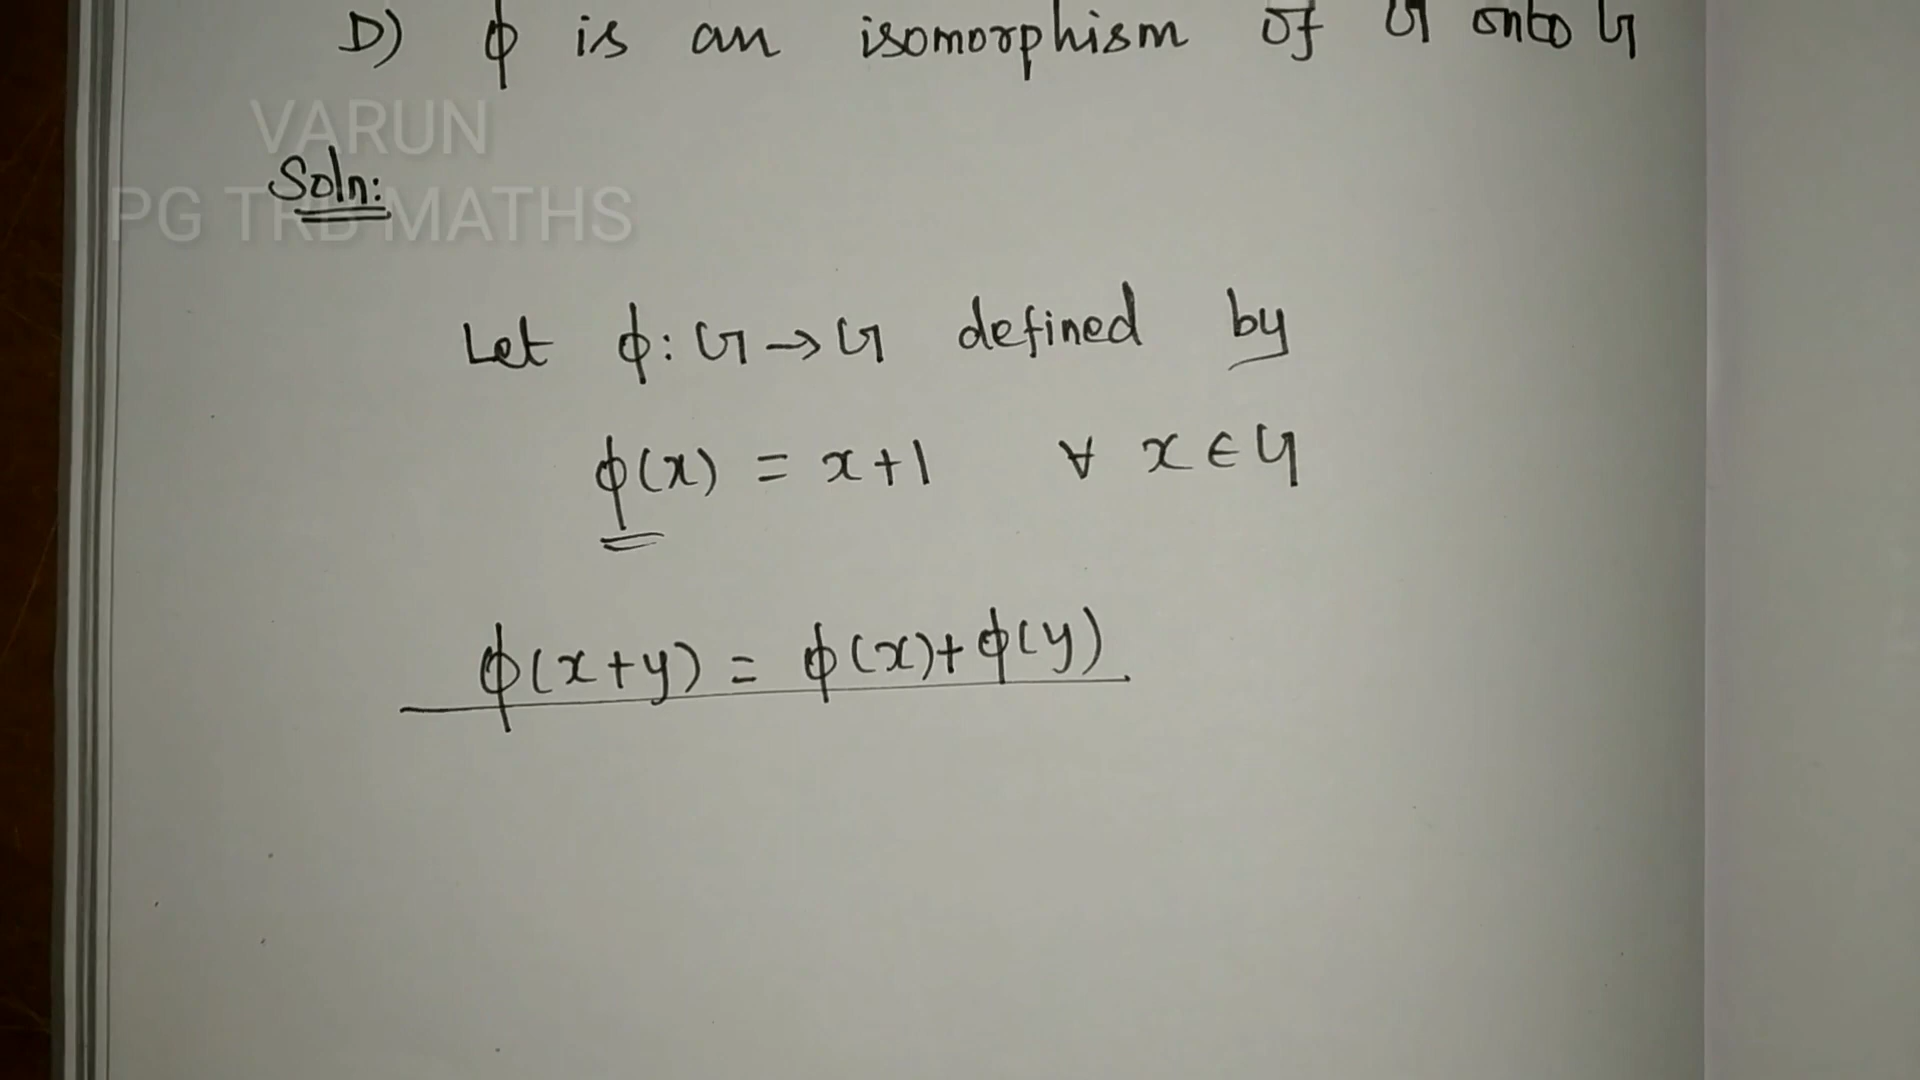 D) ϕ is an isomorphism of G onto G
VARUN
Soln:
PG TRB MATHS
Let ϕ: G → G defined by
ϕ(x) = x+1 ∀ x ∈ G
ϕ(x+y) = ϕ(x)+ϕ(y)